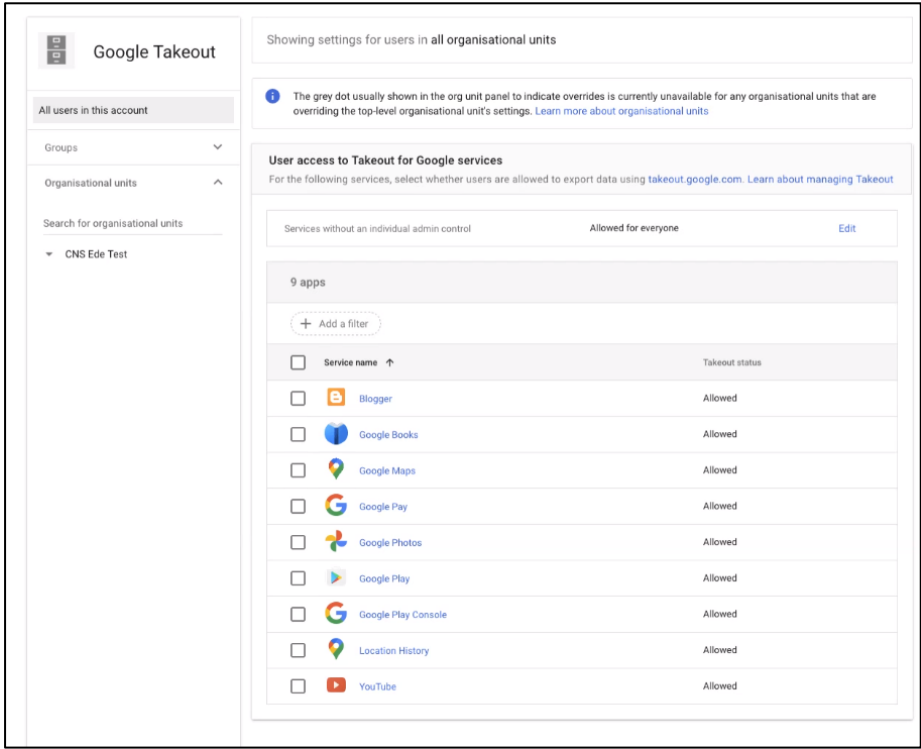 Google Takeout
All users in this account
Groups
Organisational units
Search for organisational units
CNS Ede Test
Showing settings for users in all organisational units
The grey dot usually shown in the org unit panel to indicate overrides is currently unavailable for any organisational units that are
overriding the top-level organisational unit's settings. Learn more about organisational units
User access to Takeout for Google services
For the following services, select whether users are allowed to export data using takeout.google.com. Learn about managing Takeout
Services without an individual admin control Allowed for everyone Edit
9 apps
+ Add a filter
Service name ↑ Takeout status
Blogger Allowed
Google Books Allowed
Google Maps Allowed
Google Pay Allowed
Google Photos Allowed
Google Play Allowed
Google Play Console Allowed
Location History Allowed
YouTube Allowed